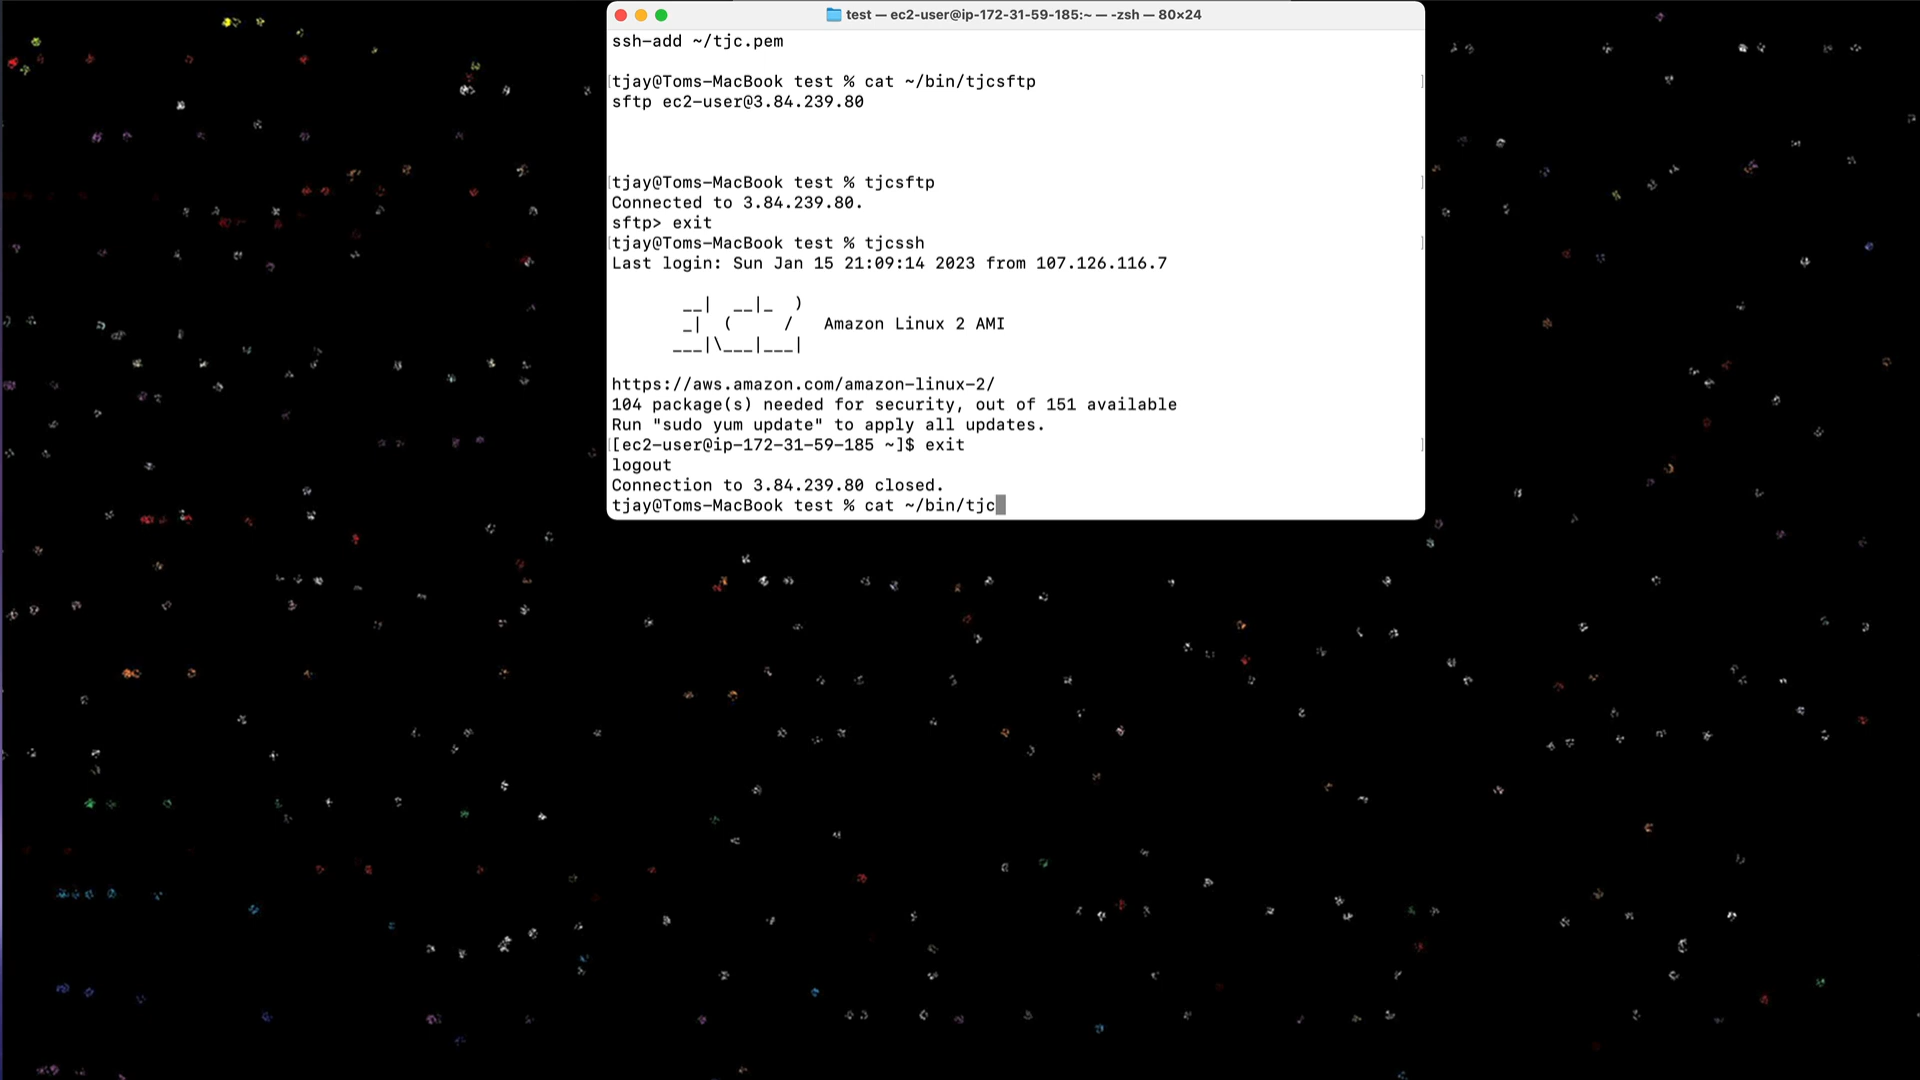 test — ec2-user@ip-172-31-59-185:~ — -zsh — 80×24
ssh-add ~/tjc.pem
[tjay@Toms-MacBook test % cat ~/bin/tjcsftp ]
sftp ec2-user@3.84.239.80
[tjay@Toms-MacBook test % tjcsftp ]
Connected to 3.84.239.80.
sftp> exit
[tjay@Toms-MacBook test % tjcssh ]
Last login: Sun Jan 15 21:09:14 2023 from 107.126.116.7
       __|  __|_  )
       _|  (     /   Amazon Linux 2 AMI
      ___|\___|___|
https://aws.amazon.com/amazon-linux-2/
104 package(s) needed for security, out of 151 available
Run "sudo yum update" to apply all updates.
[ec2-user@ip-172-31-59-185 ~]$ exit ]
logout
Connection to 3.84.239.80 closed.
tjay@Toms-MacBook test % cat ~/bin/tjc